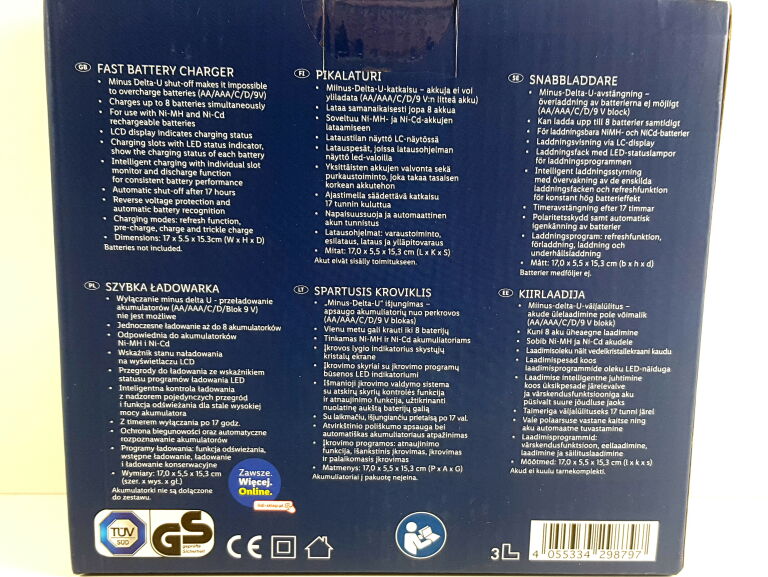 GB FAST BATTERY CHARGER
• Minus Delta-U shut-off makes it impossible
to overcharge batteries (AA/AAA/C/D/9V)
• Charges up to 8 batteries simultaneously
• For use with Ni-MH and Ni-Cd
rechargeable batteries
• LCD display indicates charging status
• Charging slots with LED status indicator,
show the charging status of each battery
• Intelligent charging with individual slot
monitor and discharge function
for consistent battery performance
• Automatic shut-off after 17 hours
• Reverse voltage protection and
automatic battery recognition
• Charging modes: refresh function,
pre-charge, charge and trickle charge
• Dimensions: 17 x 5.5 x 15.3cm (W x H x D)
Batteries not included.
FI PIKALATURI
• Miinus-Delta-U-katkaisu – akkuja ei voi
yliladata (AA/AAA/C/D/9 V:n litteä akku)
• Lataa samanaikaisesti jopa 8 akkua
• Soveltuu Ni-MH- ja Ni-Cd-akkujen
lataamiseen
• Lataustilan näyttö LC-näytössä
• Latauspesät, joissa latausohjelman
näyttö led-valoilla
• Yksittäisten akkujen valvonta sekä
purkaustoiminto, joka takaa tasaisen
korkean akkutehon
• Ajastimella säädettävä katkaisu
17 tunnin kuluttua
• Napaisuussuoja ja automaattinen
akun tunnistus
• Latausohjelmat: varaustoiminto,
esilataus, lataus ja ylläpitovaraus
• Mitat: 17,0 x 5,5 x 15,3 cm (L x K x S)
Akut eivät sisälly toimitukseen.
SE SNABBLADDARE
• Minus-Delta-U-avstängning –
överladdning av batterierna ej möjligt
(AA/AAA/C/D/9 V block)
• Kan ladda upp till 8 batterier samtidigt
• För laddningsbara NiMH- och NiCd-batterier
• Laddningsvisning via LC-display
• Laddningsfack med LED-statuslampor
för laddningsprogrammen
• Intelligent laddningsstyrning
med övervakning av de enskilda
laddningsfacken och refreshfunktion
för konstant hög batterieffekt
• Timeravstängning efter 17 timmar
• Polaritetsskydd samt automatisk
igenkänning av batterier
• Laddningsprogram: refreshfunktion,
förladdning, laddning och
underhållsladdning
• Mått: 17,0 x 5,5 x 15,3 cm (b x h x d)
Batterier medföljer ej.
PL SZYBKA ŁADOWARKA
• Wyłączanie minus delta U - przeładowanie
akumulatorów (AA/AAA/C/D/Blok 9 V)
nie jest możliwe
• Jednoczesne ładowanie aż do 8 akumulatorków
• Odpowiednia do akumulatorków
Ni-MH i Ni-Cd
• Wskaźnik stanu naładowania
na wyświetlaczu LCD
• Przegrody do ładowania ze wskaźnikiem
statusu programów ładowania LED
• Inteligentna kontrola ładowania
z nadzorem pojedynczych przegród
i funkcja odświeżania dla stale wysokiej
mocy akumulatora
• Z timerem wyłączania po 17 godz.
• Ochrona biegunowości oraz automatyczne
rozpoznawanie akumulatorów
• Programy ładowania: funkcja odświeżania,
wstępne ładowanie, ładowanie
i ładowanie konserwacyjne
• Wymiary: 17,0 x 5,5 x 15,3 cm
(szer. x wys. x gł.)
Akumulatorki nie są dołączone
do zestawu.
LT SPARTUSIS KROVIKLIS
• „Minus-Delta-U“ išjungimas –
apsaugo akumuliatorių nuo perkrovos
(AA/AAA/C/D/9 V blokas)
• Vienu metu gali krauti iki 8 baterijų
• Tinkamas Ni-MH ir Ni-Cd akumuliatoriams
• Įkrovos lygio indikatorius skystųjų
kristalų ekrane
• Įkrovimo skyriai su įkrovimo programų
būsenos LED indikatoriumi
• Išmanioji įkrovimo valdymo sistema
su atskirų skyrių kontrolės funkcija
ir atnaujinimo funkcija, užtikrinanti
nuolatinę aukštą baterijų galią
• Su laikmačiu, išjungiančiu prietaisą po 17 val.
• Atvirkštinio poliškumo apsauga bei
automatiškas akumuliatoriaus atpažinimas
• Įkrovimo programos: atnaujinimo
funkcija, išankstinis įkrovimas, įkrovimas
ir palaikomasis įkrovimas
• Matmenys: 17,0 x 5,5 x 15,3 cm (P x A x G)
Akumuliatoriai į pakuotę neįeina.
EE KIIRLAADIJA
• Miinus-delta-U-väljalülitus –
akude ülelaadimine pole võimalik
(AA/AAA/C/D/9 V blokk)
• Kuni 8 aku üheaegne laadimine
• Sobib Ni-MH ja Ni-Cd akudele
• Laadimisoleku näit vedelkristallekraani kaudu
• Laadimispesad koos
laadimisprogrammide oleku LED-näiduga
• Laadimise intelligentne juhtimine
koos üksikpesade järelevalve
ja värskendusfunktsiooniga aku
püsivalt suure jõudluse jaoks
• Taimeriga väljalülituseks 17 tunni järel
• Vale polaarsuse vastane kaitse ning
aku automaatne tuvastamine
• Laadimisprogrammid:
värskendusfunktsioon, eellaadimine,
laadimine ja säilituslaadimine
• Mõõtmed: 17,0 x 5,5 x 15,3 cm (l x k x s)
Akud ei kuulu tarnekomplekti.
Zawsze.
Więcej.
Online.
lidl-sklep.pl
TÜV
SÜD
GS
geprüfte
Sicherheit
CE
3
4 055334 298797